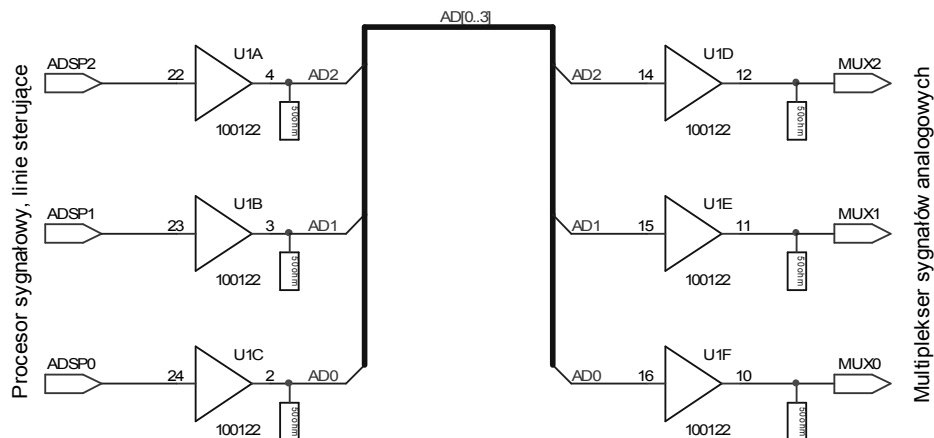 AD[0..3]
Procesor sygnałowy, linie sterujące
ADSP2
22
U1A
4
AD2
50ohm
100122
AD2
14
U1D
12
50ohm
100122
MUX2
ADSP1
23
U1B
3
AD1
50ohm
100122
AD1
15
U1E
11
50ohm
100122
MUX1
ADSP0
24
U1C
2
AD0
50ohm
100122
AD0
16
U1F
10
50ohm
100122
MUX0
Multiplekser sygnałów analogowych